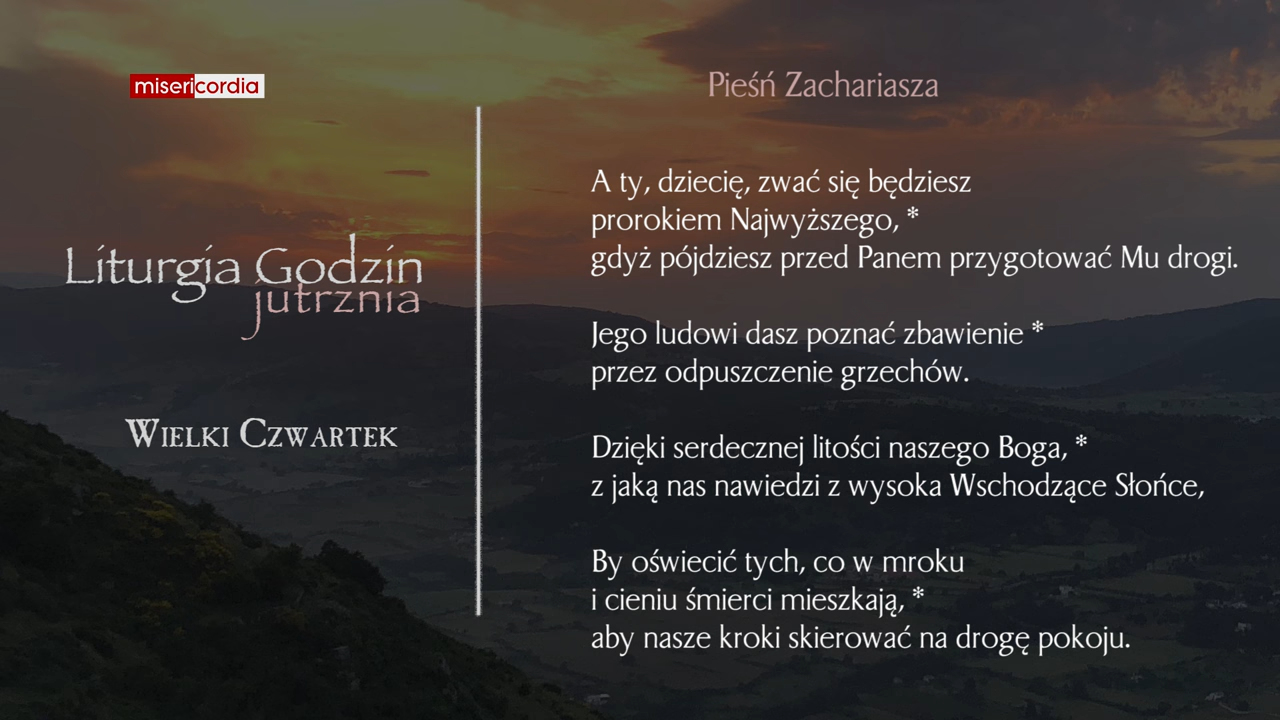 misericordia
Liturgia Godzin
jutrznia
Wielki Czwartek
Pieśń Zachariasza
A ty, dziecię, zwać się będziesz
prorokiem Najwyższego, *
gdyż pójdziesz przed Panem przygotować Mu drogi.
Jego ludowi dasz poznać zbawienie *
przez odpuszczenie grzechów.
Dzięki serdecznej litości naszego Boga, *
z jaką nas nawiedzi z wysoka Wschodzące Słońce,
By oświecić tych, co w mroku
i cieniu śmierci mieszkają, *
aby nasze kroki skierować na drogę pokoju.